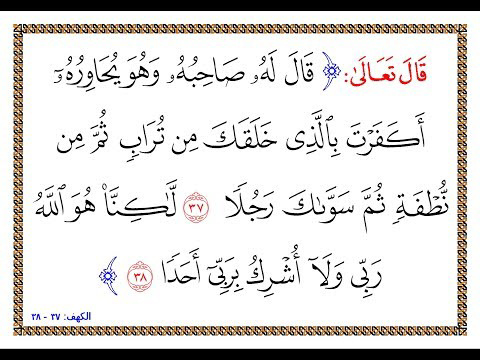 قَالَ تَعَالَىٰ: ﴿ قَالَ لَهُۥ صَاحِبُهُۥ وَهُوَ يُحَاوِرُهُۥٓ
أَكَفَرْتَ بِٱلَّذِى خَلَقَكَ مِن تُرَابٍ ثُمَّ مِن
نُّطْفَةٍ ثُمَّ سَوَّىٰكَ رَجُلًا ٣٧ لَّٰكِنَّا۠ هُوَ ٱللَّهُ
رَبِّى وَلَآ أُشْرِكُ بِرَبِّىٓ أَحَدًا ٣٨ ﴾
الكهف: ٣٧ - ٣٨